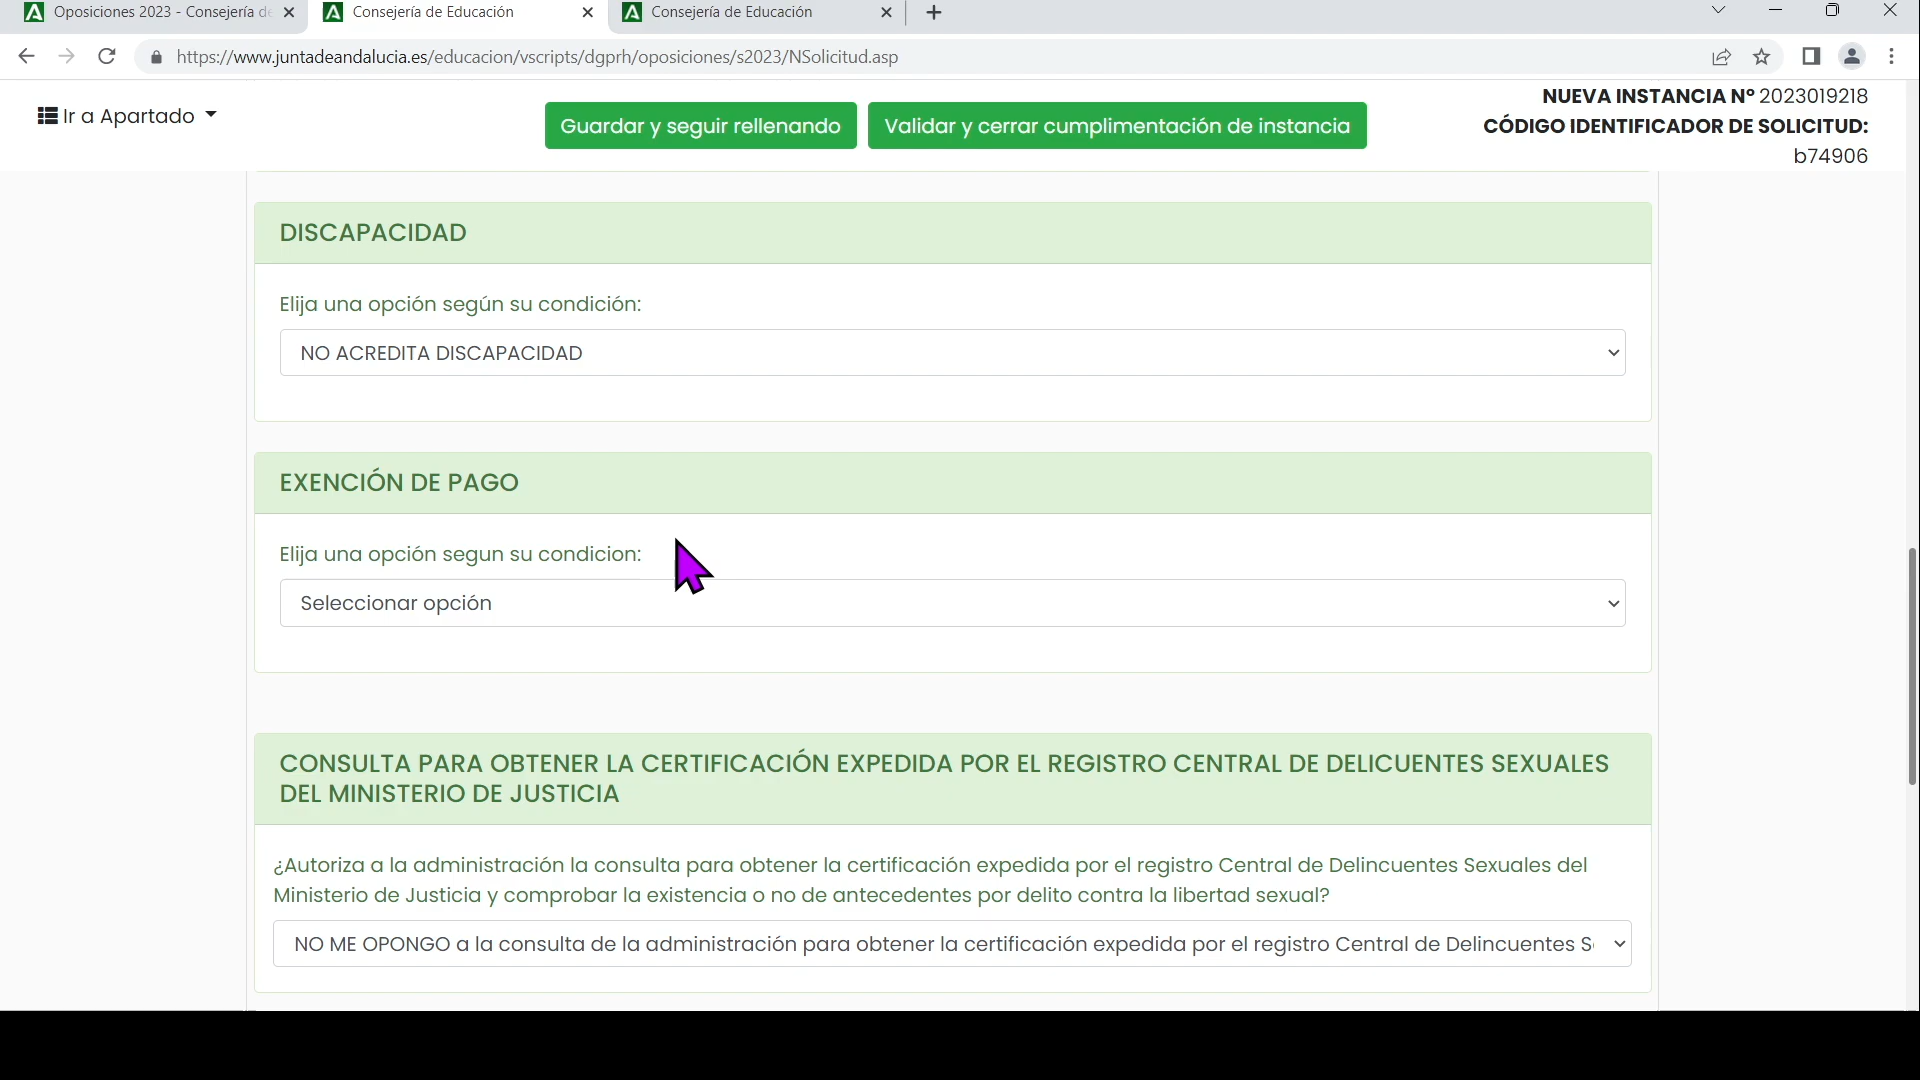 Oposiciones 2023 - Consejería de
Consejería de Educación
Consejería de Educación
https://www.juntadeandalucia.es/educacion/vscripts/dgprh/oposiciones/s2023/NSolicitud.asp
Ir a Apartado
Guardar y seguir rellenando
Validar y cerrar cumplimentación de instancia
NUEVA INSTANCIA Nº 2023019218
CÓDIGO IDENTIFICADOR DE SOLICITUD:
b74906
DISCAPACIDAD
Elija una opción según su condición:
NO ACREDITA DISCAPACIDAD
EXENCIÓN DE PAGO
Elija una opción segun su condicion:
Seleccionar opción
CONSULTA PARA OBTENER LA CERTIFICACIÓN EXPEDIDA POR EL REGISTRO CENTRAL DE DELICUENTES SEXUALES
DEL MINISTERIO DE JUSTICIA
¿Autoriza a la administración la consulta para obtener la certificación expedida por el registro Central de Delincuentes Sexuales del
Ministerio de Justicia y comprobar la existencia o no de antecedentes por delito contra la libertad sexual?
NO ME OPONGO a la consulta de la administración para obtener la certificación expedida por el registro Central de Delincuentes S